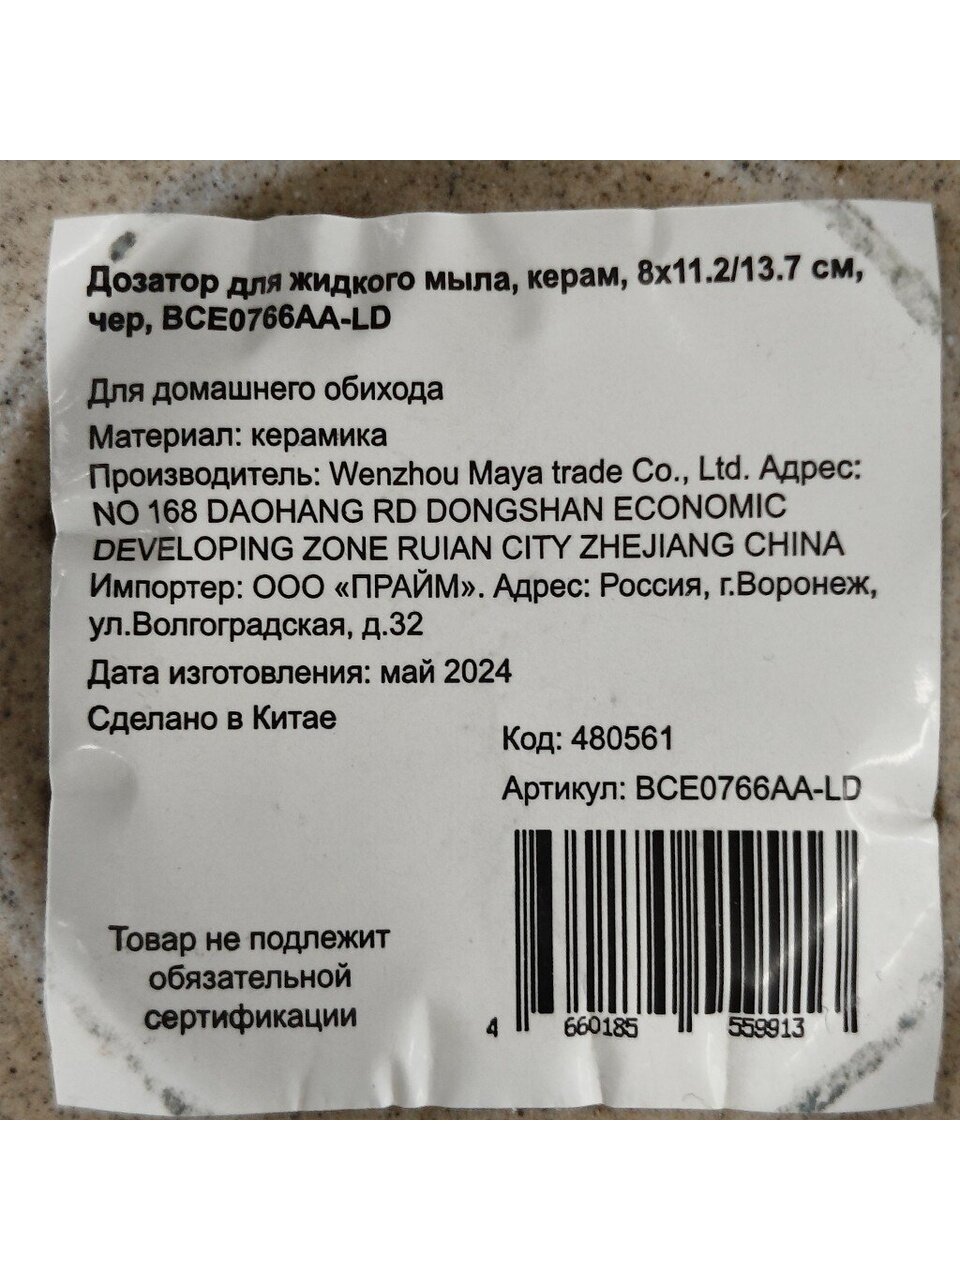 Дозатор для жидкого мыла, керам, 8x11.2/13.7 см,
чер, BCE0766AA-LD
Для домашнего обихода
Материал: керамика
Производитель: Wenzhou Maya trade Co., Ltd. Адрес:
NO 168 DAOHANG RD DONGSHAN ECONOMIC
DEVELOPING ZONE RUIAN CITY ZHEJIANG CHINA
Импортер: ООО «ПРАЙМ». Адрес: Россия, г.Воронеж,
ул.Волгоградская, д.32
Дата изготовления: май 2024
Сделано в Китае
Код: 480561
Артикул: BCE0766AA-LD
Товар не подлежит
обязательной
сертификации
4 660185 559913